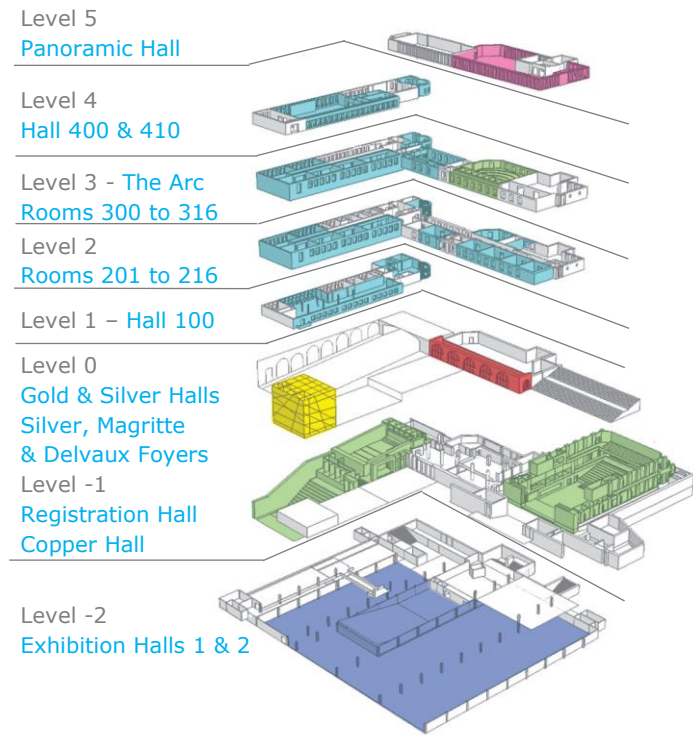 Level 5
Panoramic Hall
Level 4
Hall 400 & 410
Level 3 - The Arc
Rooms 300 to 316
Level 2
Rooms 201 to 216
Level 1 – Hall 100
Level 0
Gold & Silver Halls
Silver, Magritte
& Delvaux Foyers
Level -1
Registration Hall
Copper Hall
Level -2
Exhibition Halls 1 & 2